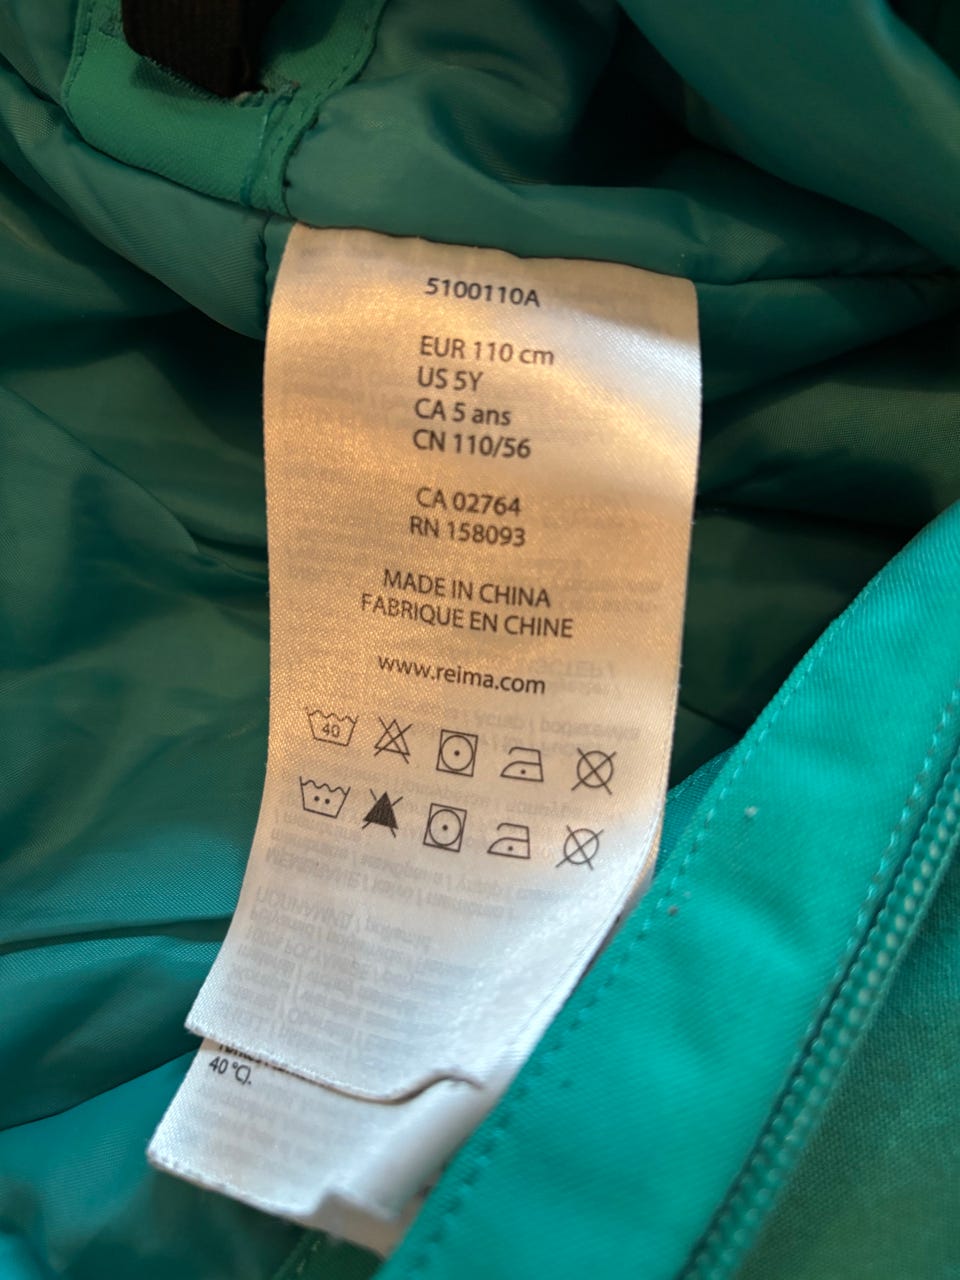 5100110A
EUR 110 cm
US 5Y
CA 5 ans
CN 110/56
CA 02764
RN 158093
MADE IN CHINA
FABRIQUE EN CHINE
www.reima.com
40
40 °C).